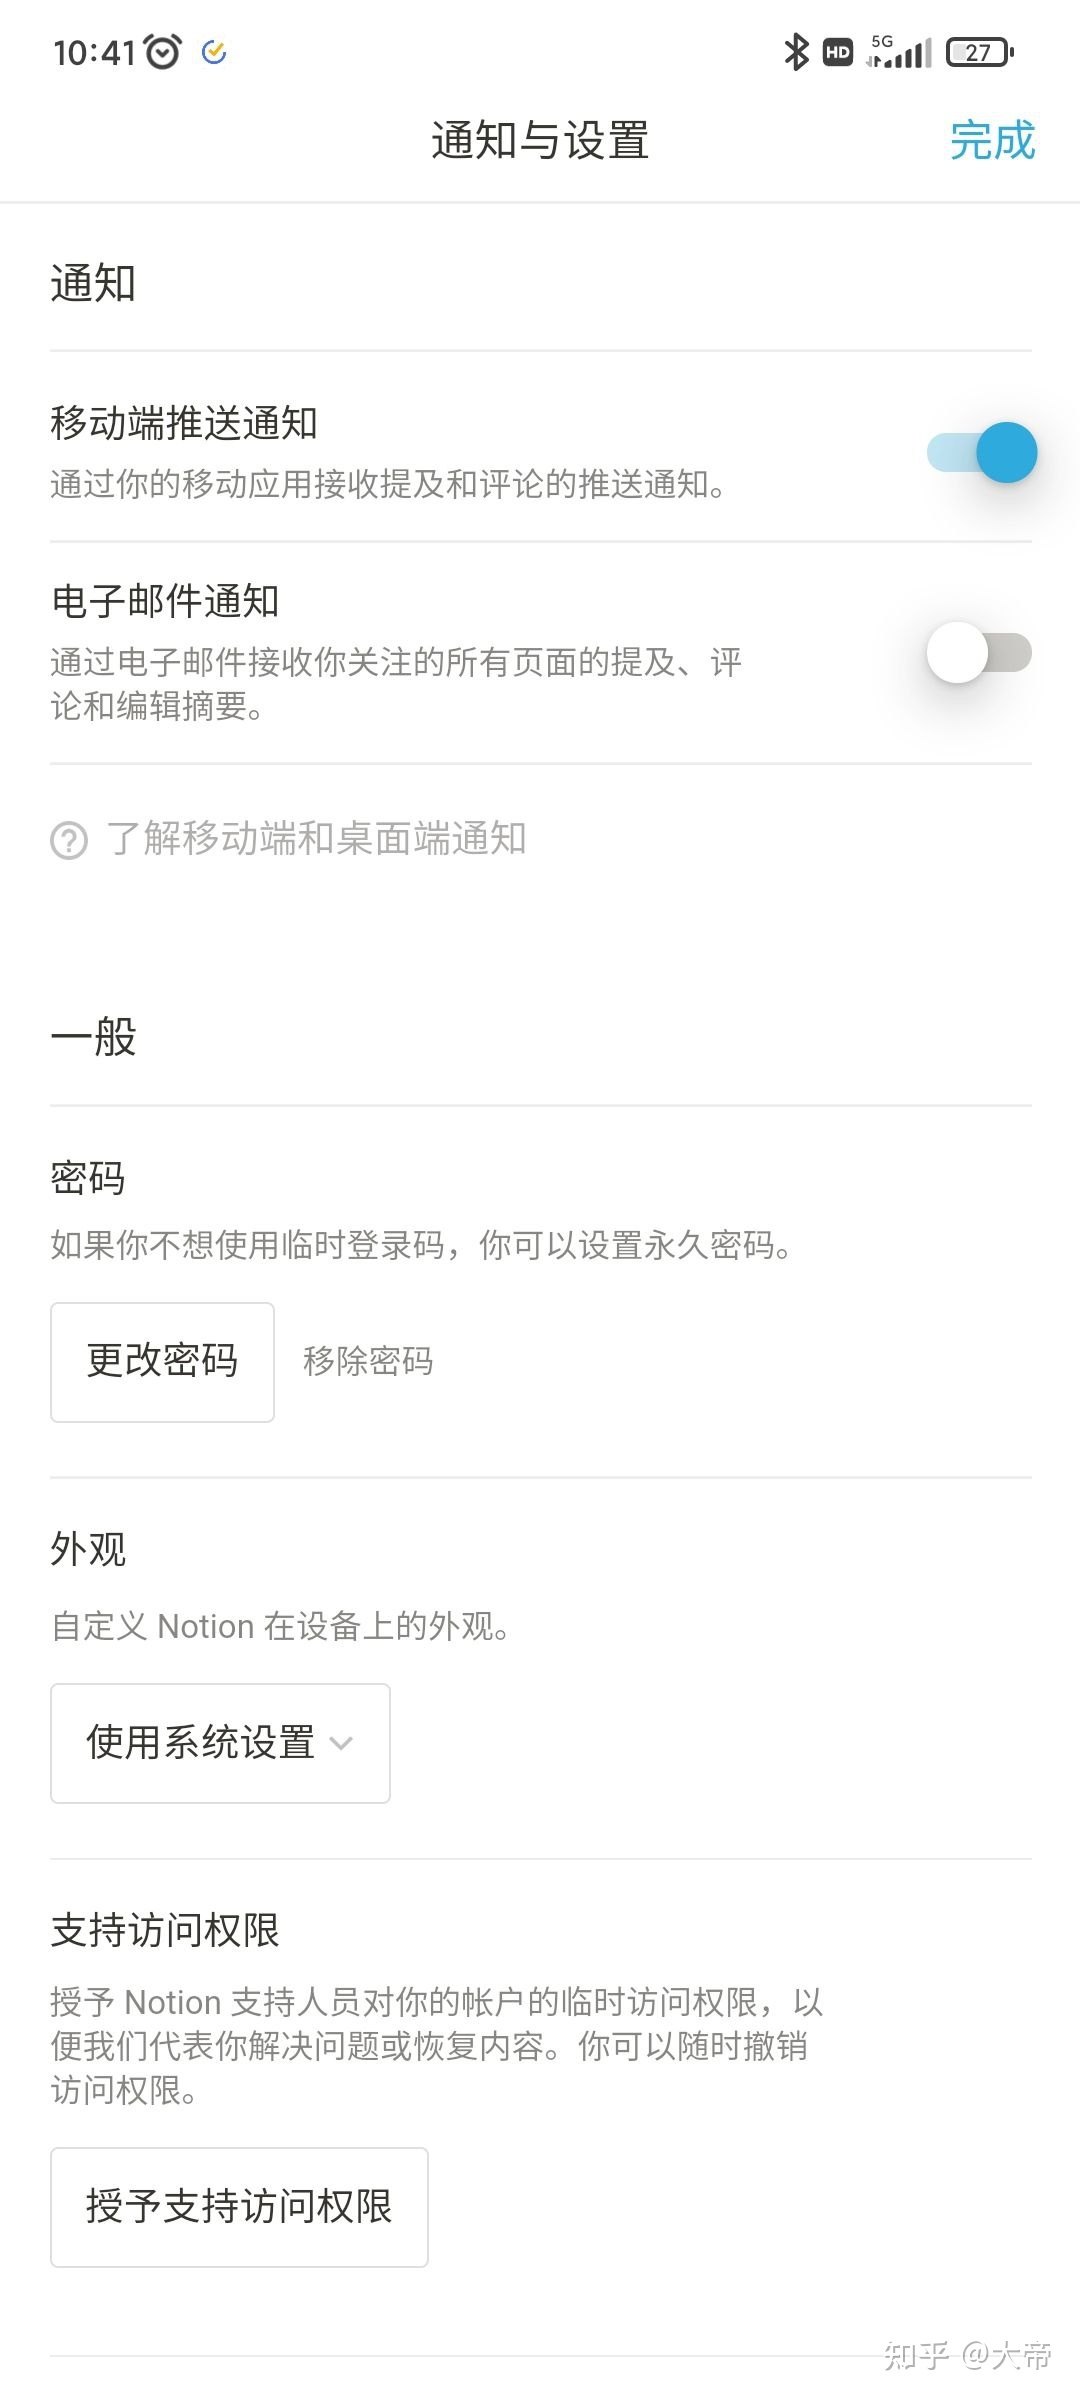 10:41
HD 5G 27
通知与设置
完成
通知
移动端推送通知
通过你的移动应用接收提及和评论的推送通知。
电子邮件通知
通过电子邮件接收你关注的所有页面的提及、评
论和编辑摘要。
了解移动端和桌面端通知
一般
密码
如果你不想使用临时登录码，你可以设置永久密码。
更改密码
移除密码
外观
自定义 Notion 在设备上的外观。
使用系统设置
支持访问权限
授予 Notion 支持人员对你的帐户的临时访问权限，以
便我们代表你解决问题或恢复内容。你可以随时撤销
访问权限。
授予支持访问权限
知乎 @大帝